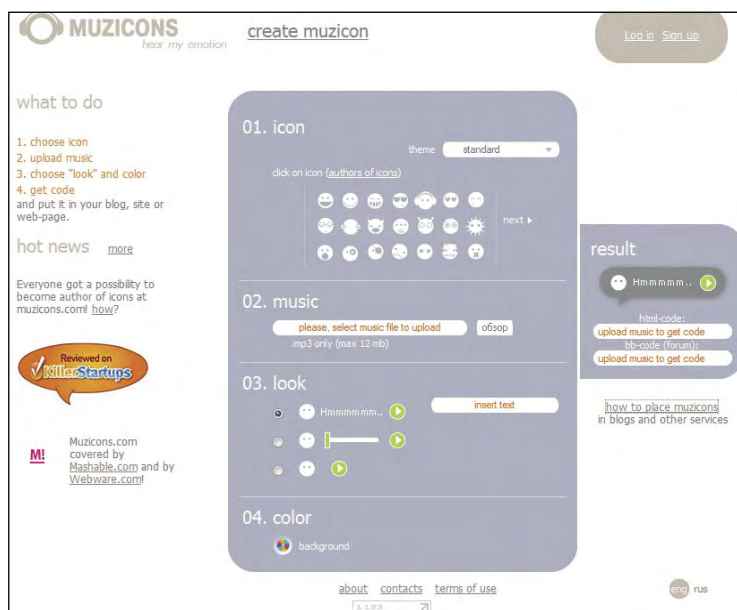 MUZICONS
hear my emotion
create muzicon
Log in Sign up
what to do
1. choose icon
2. upload music
3. choose "look" and color
4. get code
and put it in your blog, site or
web-page.
hot news more
Everyone got a possibility to
become author of icons at
muzicons.com! how?
Reviewed on
KillerStartups
M!
Muzicons.com
covered by
Mashable.com and by
Webware.com!
01. icon
theme standard
click on icon (authors of icons)
next
02. music
please, select music file to upload обзор
.mp3 only (max 12 mb)
03. look
Hmmmmmm.. insert text
04. color
background
result
Hmmmmm..
html-code:
upload music to get code
bb-code (forum):
upload music to get code
how to place muzicons
in blogs and other services
about contacts terms of use
eng rus